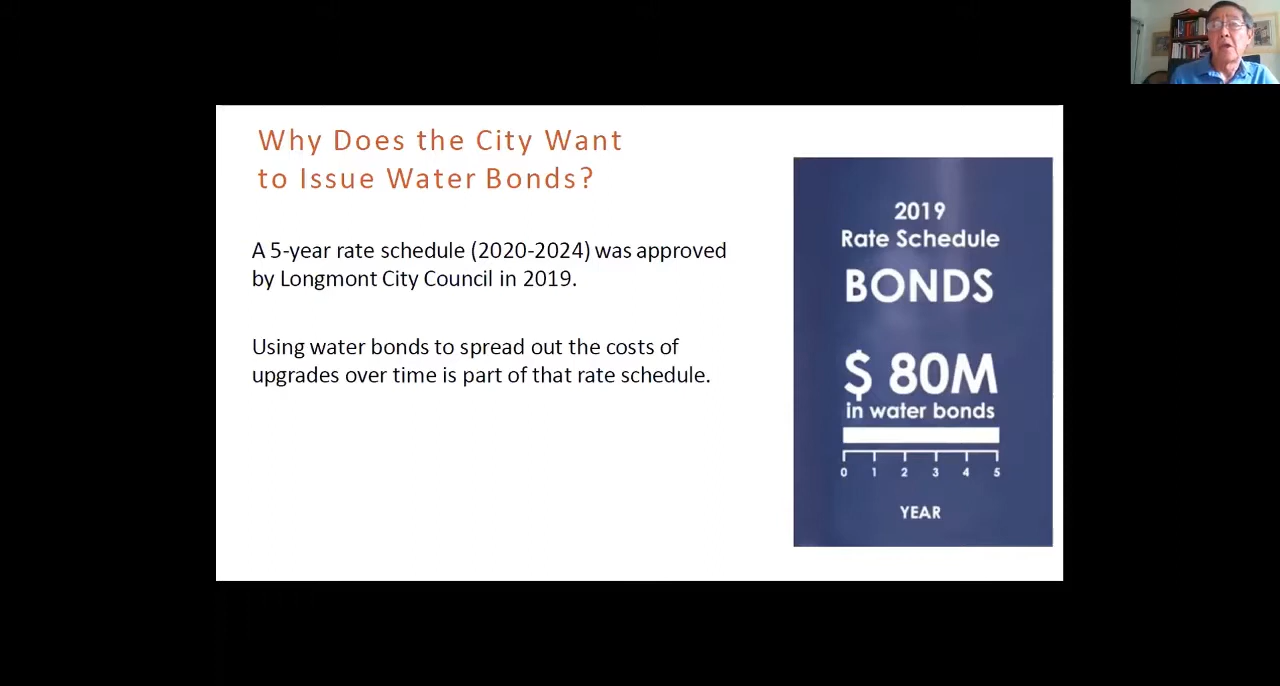 Why Does the City Want
to Issue Water Bonds?
A 5-year rate schedule (2020-2024) was approved
by Longmont City Council in 2019.
Using water bonds to spread out the costs of
upgrades over time is part of that rate schedule.
2019
Rate Schedule
BONDS
$ 80M
in water bonds
0 1 2 3 4 5
YEAR